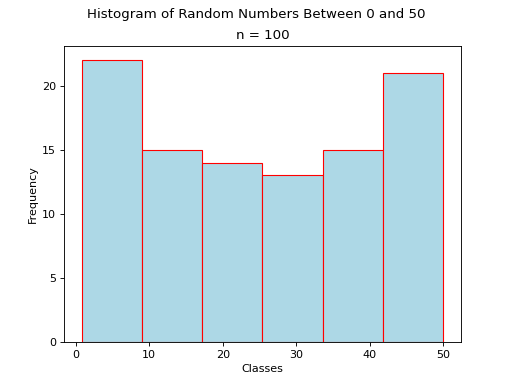 Histogram of Random Numbers Between 0 and 50
n = 100
20
15
10
5
0
Frequency
0 10 20 30 40 50
Classes